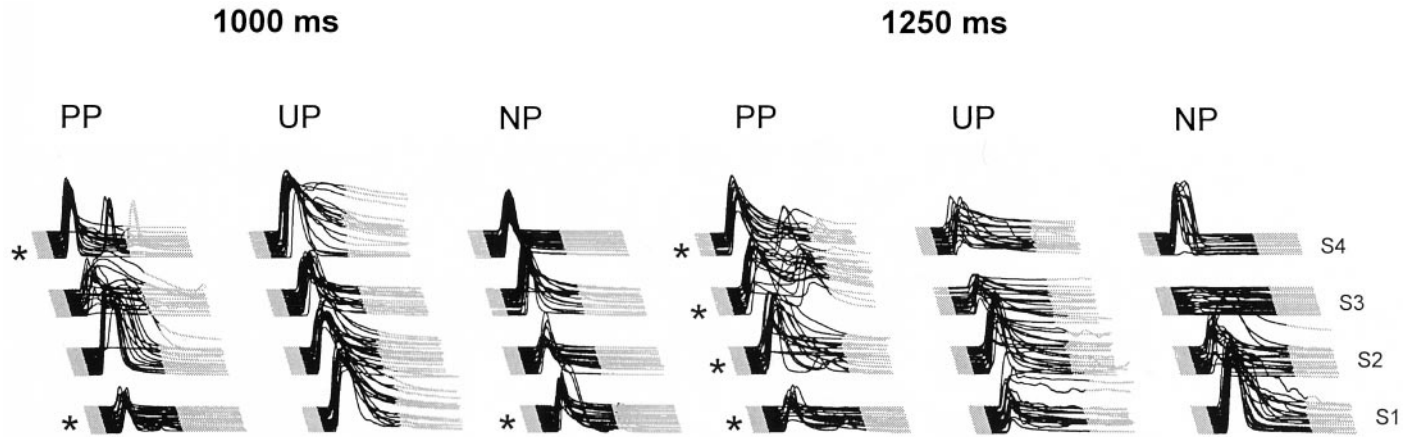 1000 ms 1250 ms
PP UP NP PP UP NP
* * S4
* S3
* S2
* * * S1